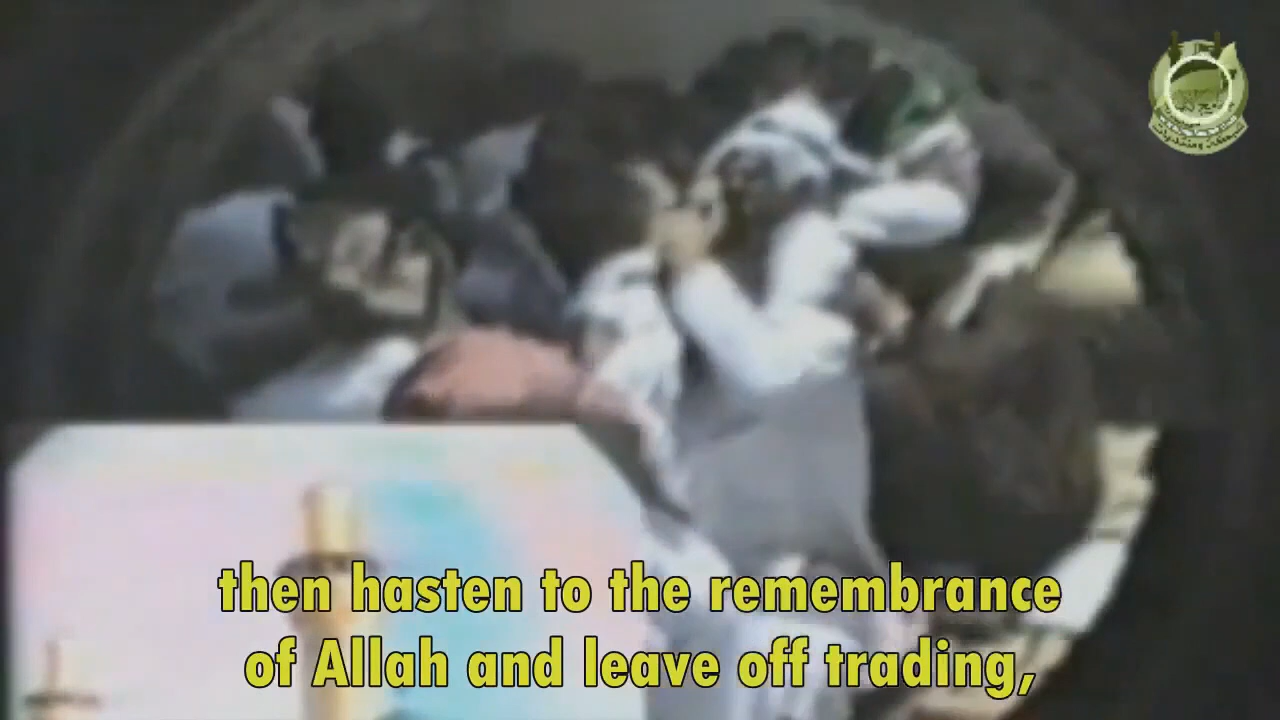 then hasten to the remembrance
of Allah and leave off trading,